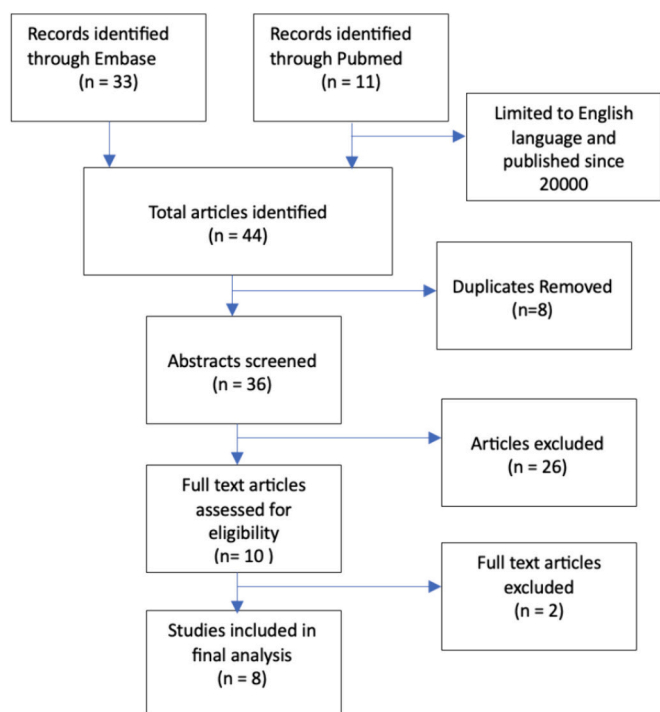 Records identified
through Embase
(n = 33)
Records identified
through Pubmed
(n = 11)
Limited to English
language and
published since
20000
Total articles identified
(n = 44)
Duplicates Removed
(n=8)
Abstracts screened
(n = 36)
Articles excluded
(n = 26)
Full text articles
assessed for
eligibility
(n= 10 )
Full text articles
excluded
(n = 2)
Studies included in
final analysis
(n = 8)